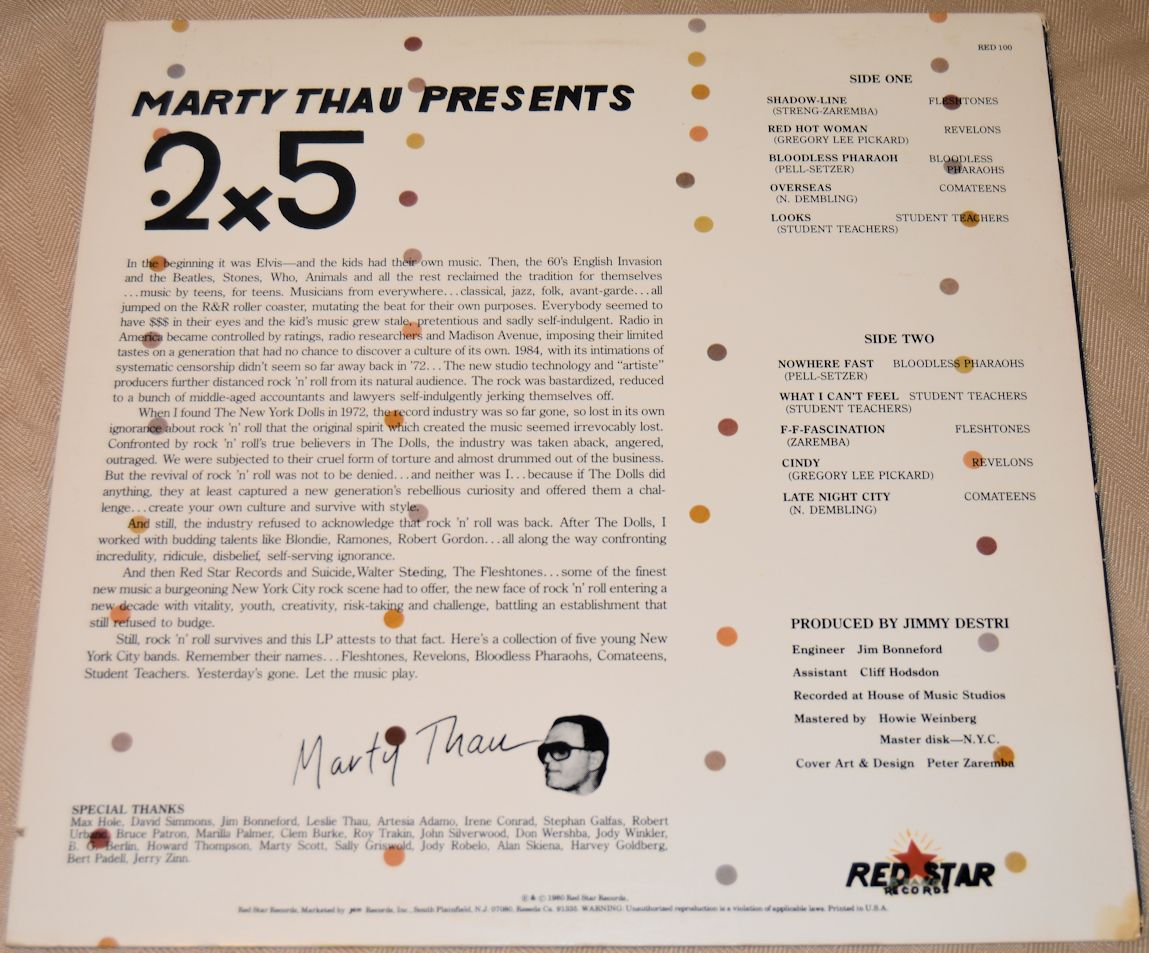 RED 100
MARTY THAU PRESENTS
2x5
In the beginning it was Elvis—and the kids had their own music. Then, the 60's English Invasion
and the Beatles, Stones, Who, Animals and all the rest reclaimed the tradition for themselves
...music by teens, for teens. Musicians from everywhere...classical, jazz, folk, avant-garde...all
jumped on the R&R roller coaster, mutating the beat for their own purposes. Everybody seemed to
have $$$ in their eyes and the kid's music grew stale, pretentious and sadly self-indulgent. Radio in
America became controlled by ratings, radio researchers and Madison Avenue, imposing their limited
tastes on a generation that had no chance to discover a culture of its own. 1984, with its intimations of
systematic censorship didn't seem so far away back in '72...The new studio technology and "artiste"
producers further distanced rock 'n' roll from its natural audience. The rock was bastardized, reduced
to a bunch of middle-aged accountants and lawyers self-indulgently jerking themselves off.
When I found The New York Dolls in 1972, the record industry was so far gone, so lost in its own
ignorance about rock 'n' roll that the original spirit which created the music seemed irrevocably lost.
Confronted by rock 'n' roll's true believers in The Dolls, the industry was taken aback, angered,
outraged. We were subjected to their cruel form of torture and almost drummed out of the business.
But the revival of rock 'n' roll was not to be denied...and neither was I...because if The Dolls did
anything, they at least captured a new generation's rebellious curiosity and offered them a chal-
lenge...create your own culture and survive with style.
And still, the industry refused to acknowledge that rock 'n' roll was back. After The Dolls, I
worked with budding talents like Blondie, Ramones, Robert Gordon...all along the way confronting
incredulity, ridicule, disbelief, self-serving ignorance.
And then Red Star Records and Suicide, Walter Steding, The Fleshtones...some of the finest
new music a burgeoning New York City rock scene had to offer, the new face of rock 'n' roll entering a
new decade with vitality, youth, creativity, risk-taking and challenge, battling an establishment that
still refused to budge.
Still, rock 'n' roll survives and this LP attests to that fact. Here's a collection of five young New
York City bands. Remember their names...Fleshtones, Revelons, Bloodless Pharaohs, Comateens,
Student Teachers. Yesterday's gone. Let the music play.
Marty Thau
SPECIAL THANKS
Max Hole, David Simmons, Jim Bonneford, Leslie Thau, Artesia Adamo, Irene Conrad, Stephan Galfas, Robert
Urband, Bruce Patron, Marilla Palmer, Clem Burke, Roy Trakin, John Silverwood, Don Wershba, Jody Winkler,
B. G. Berlin, Howard Thompson, Marty Scott, Sally Griswold, Jody Robelo, Alan Skiena, Harvey Goldberg,
Bert Padell, Jerry Zinn.
SIDE ONE
SHADOW-LINE FLESHTONES
(STRENG-ZAREMBA)
RED HOT WOMAN REVELONS
(GREGORY LEE PICKARD)
BLOODLESS PHARAOH BLOODLESS
(PELL-SETZER) PHARAOHS
OVERSEAS COMATEENS
(N. DEMBLING)
LOOKS STUDENT TEACHERS
(STUDENT TEACHERS)
SIDE TWO
NOWHERE FAST BLOODLESS PHARAOHS
(PELL-SETZER)
WHAT I CAN'T FEEL STUDENT TEACHERS
(STUDENT TEACHERS)
F-F-FASCINATION FLESHTONES
(ZAREMBA)
CINDY REVELONS
(GREGORY LEE PICKARD)
LATE NIGHT CITY COMATEENS
(N. DEMBLING)
PRODUCED BY JIMMY DESTRI
Engineer Jim Bonneford
Assistant Cliff Hodsdon
Recorded at House of Music Studios
Mastered by Howie Weinberg
Master disk—N.Y.C.
Cover Art & Design Peter Zaremba
RED STAR
RECORDS
℗ & © 1980 Red Star Records,
Red Star Records, Marketed by jem Records, Inc., South Plainfield, N.J. 07080, Reseda Ca. 91335. WARNING: Unauthorized reproduction is a violation of applicable laws. Printed in U.S.A.